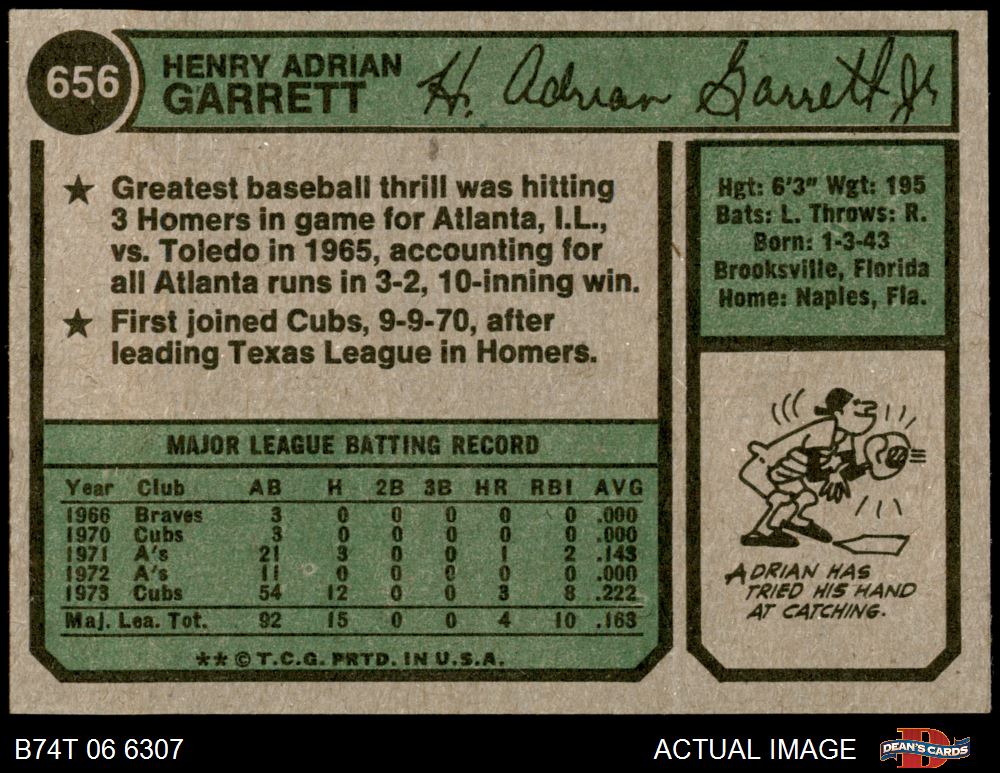 656
HENRY ADRIAN
GARRETT
H. Adrian Garrett Jr
★ Greatest baseball thrill was hitting
3 Homers in game for Atlanta, I.L.,
vs. Toledo in 1965, accounting for
all Atlanta runs in 3-2, 10-inning win.
★ First joined Cubs, 9-9-70, after
leading Texas League in Homers.
Hgt: 6'3" Wgt: 195
Bats: L. Throws: R.
Born: 1-3-43
Brooksville, Florida
Home: Naples, Fla.
MAJOR LEAGUE BATTING RECORD
Year Club AB H 2B 3B HR RBI AVG
1966 Braves 3 0 0 0 0 0 .000
1970 Cubs 3 0 0 0 0 0 .000
1971 A's 21 3 0 0 1 2 .143
1972 A's 11 0 0 0 0 0 .000
1973 Cubs 54 12 0 0 3 8 .222
Maj. Lea. Tot. 92 15 0 0 4 10 .163
** © T.C.G. PRTD. IN U.S.A.
ADRIAN HAS
TRIED HIS HAND
AT CATCHING.
B74T 06 6307
ACTUAL IMAGE
DEAN'S CARDS